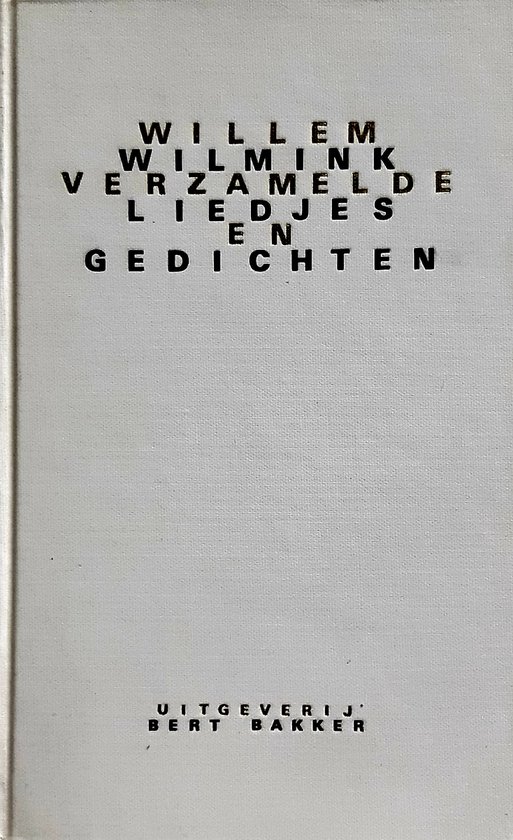 WILLEM
WILMINK
VERZAMELDE
LIEDJES
EN
GEDICHTEN
UITGEVERIJ
BERT BAKKER